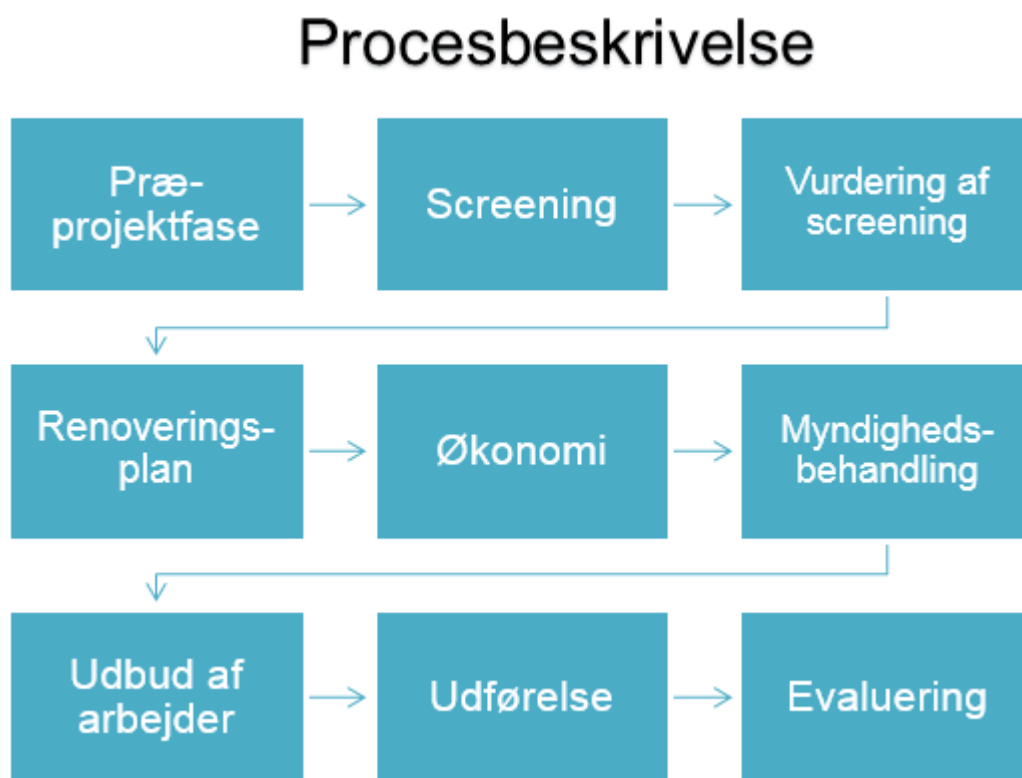 Procesbeskrivelse
Præ-
projektfase
Screening
Vurdering af
screening
Renoverings-
plan
Økonomi
Myndigheds-
behandling
Udbud af
arbejder
Udførelse
Evaluering